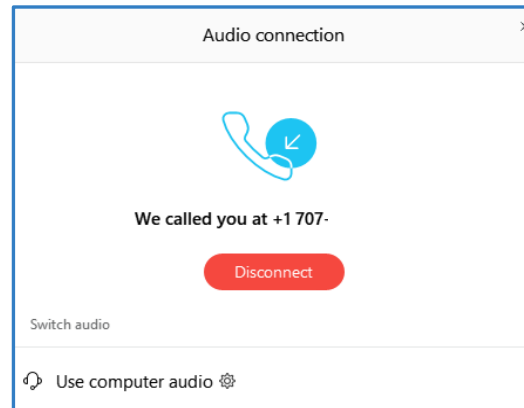 Audio connection
We called you at +1 707-
Disconnect
Switch audio
Use computer audio